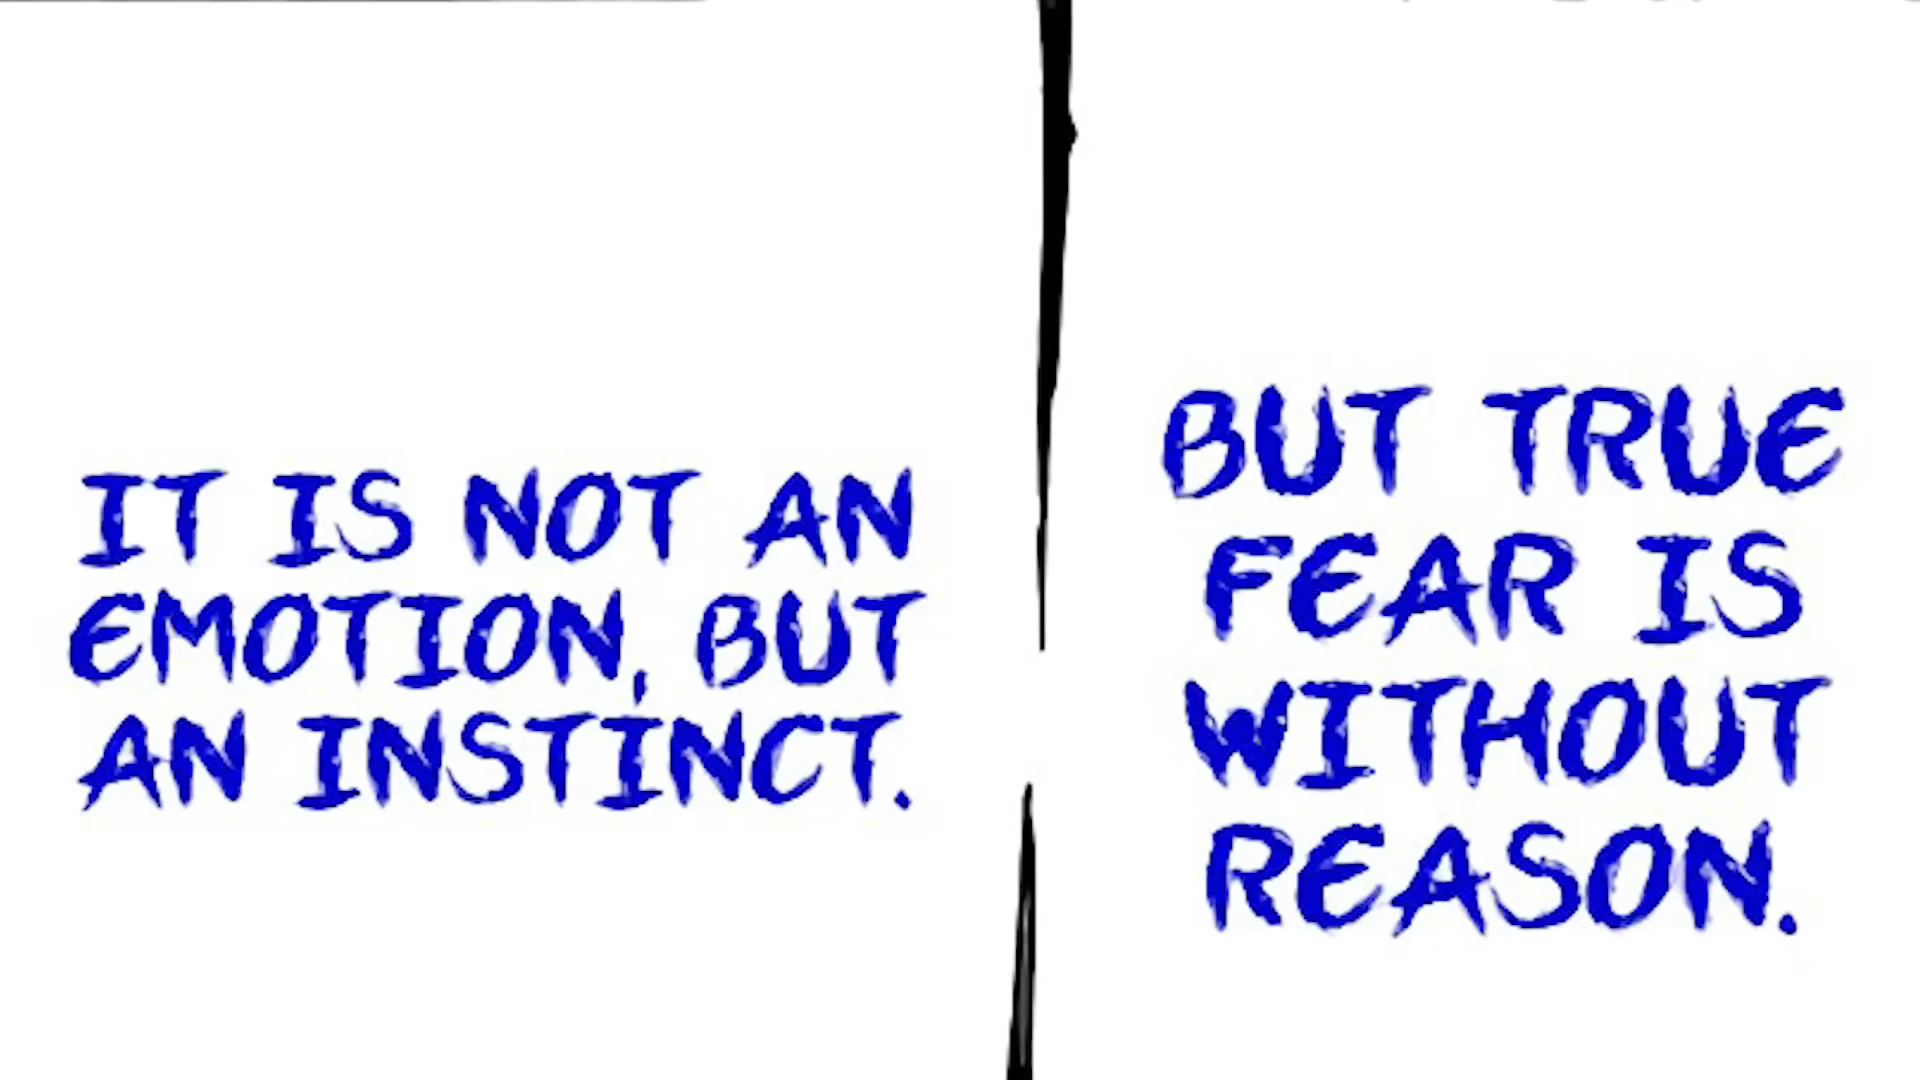 IT IS NOT AN
EMOTION, BUT
AN INSTINCT.
BUT TRUE
FEAR IS
WITHOUT
REASON.